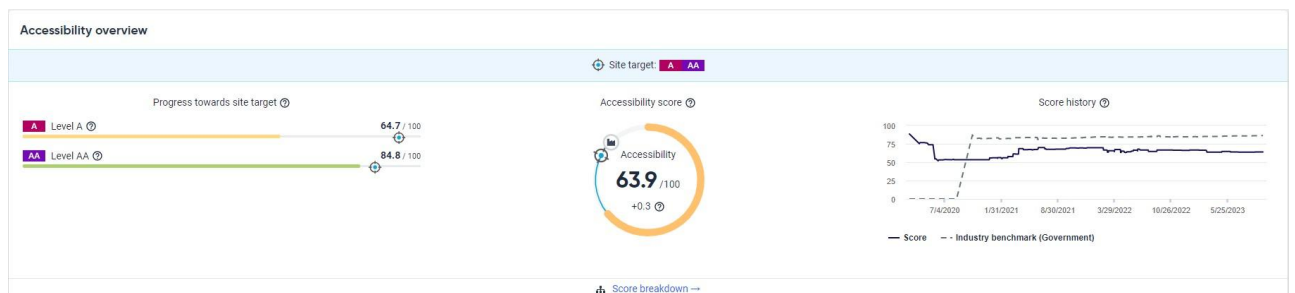 Accessibility overview
Site target: A AA
Progress towards site target
A Level A 64.7 / 100
AA Level AA 84.8 / 100
Accessibility score
Accessibility
63.9 /100
+0.3
Score history
100
75
50
25
0
7/4/2020 1/31/2021 8/30/2021 3/29/2022 10/26/2022 5/25/2023
Score Industry benchmark (Government)
Score breakdown →